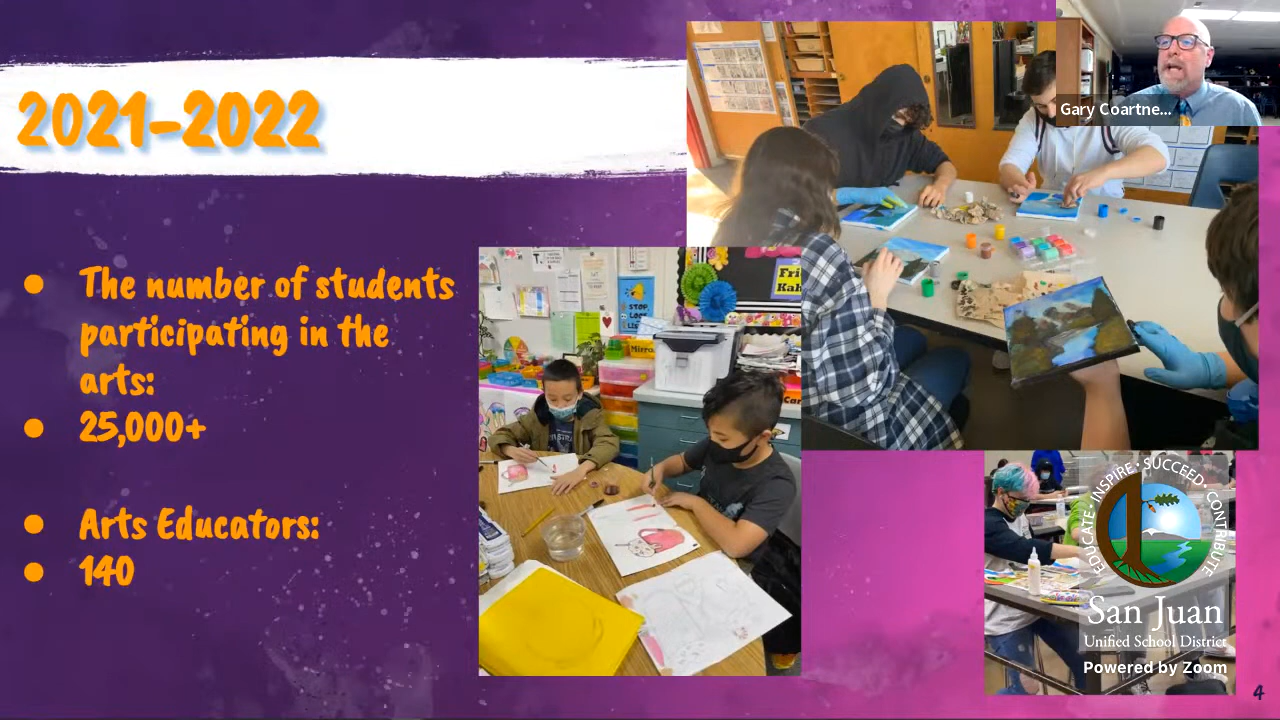 2021-2022
Gary Coartne...
The number of students
participating in the
arts:
25,000+
Arts Educators:
140
STOP
EDUCATE · INSPIRE · SUCCEED · CONTRIBUTE
San Juan
Unified School District
Powered by Zoom
4